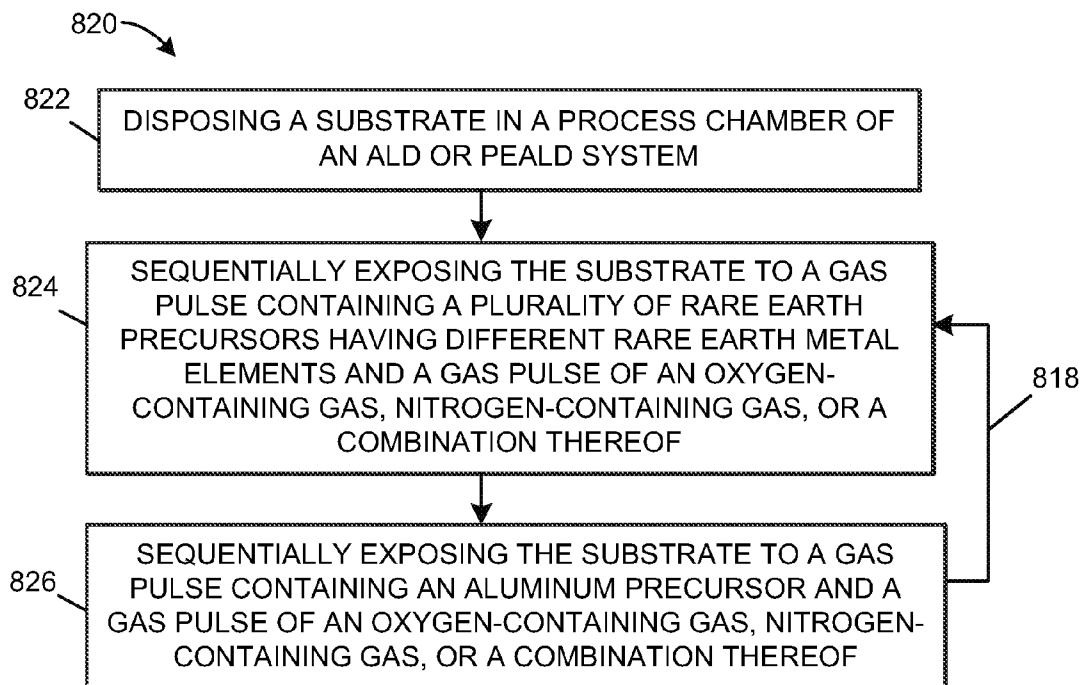 820
822
DISPOSING A SUBSTRATE IN A PROCESS CHAMBER OF
AN ALD OR PEALD SYSTEM
824
SEQUENTIALLY EXPOSING THE SUBSTRATE TO A GAS
PULSE CONTAINING A PLURALITY OF RARE EARTH
PRECURSORS HAVING DIFFERENT RARE EARTH METAL
ELEMENTS AND A GAS PULSE OF AN OXYGEN-
CONTAINING GAS, NITROGEN-CONTAINING GAS, OR A
COMBINATION THEREOF
818
826
SEQUENTIALLY EXPOSING THE SUBSTRATE TO A GAS
PULSE CONTAINING AN ALUMINUM PRECURSOR AND A
GAS PULSE OF AN OXYGEN-CONTAINING GAS, NITROGEN-
CONTAINING GAS, OR A COMBINATION THEREOF